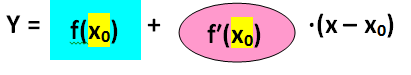 Y = f(x₀) + f′(x₀) ·(x – x₀)